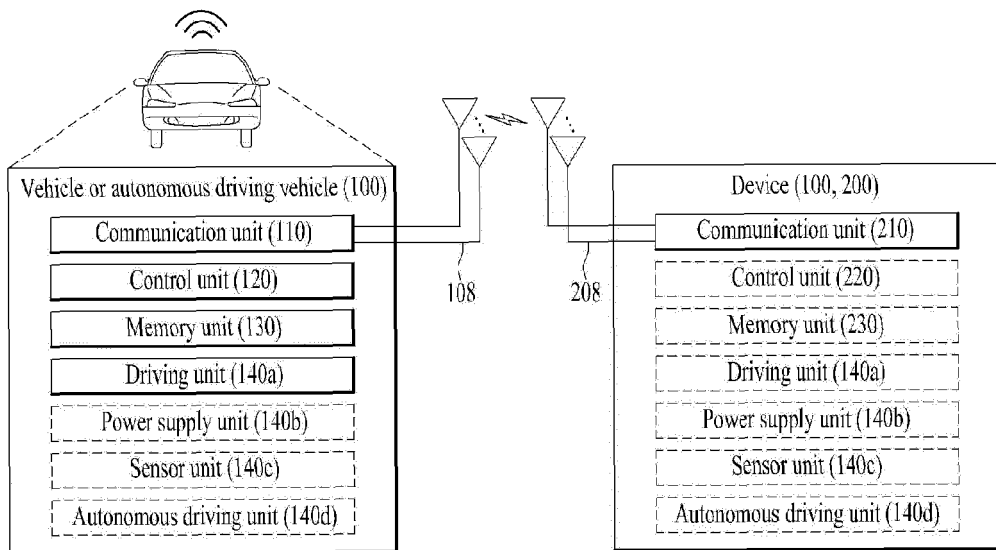 Vehicle or autonomous driving vehicle (100)
Communication unit (110)
Control unit (120)
Memory unit (130)
Driving unit (140a)
Power supply unit (140b)
Sensor unit (140c)
Autonomous driving unit (140d)
108
208
Device (100, 200)
Communication unit (210)
Control unit (220)
Memory unit (230)
Driving unit (140a)
Power supply unit (140b)
Sensor unit (140c)
Autonomous driving unit (140d)